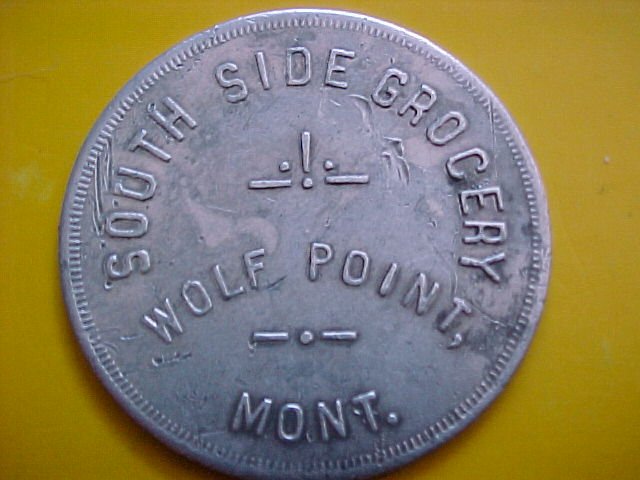 SOUTH SIDE GROCERY
WOLF POINT,
MONT.